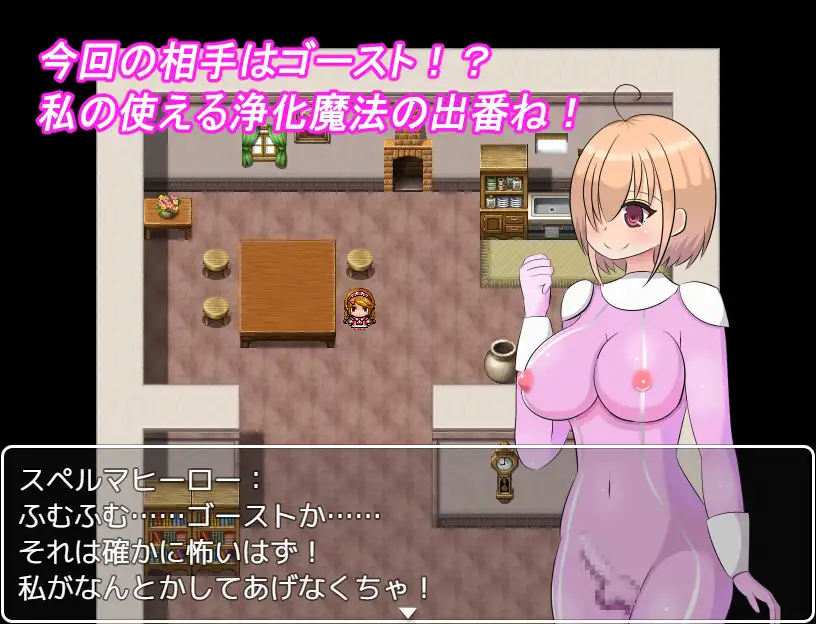 今回の相手はゴースト！？
私の使える浄化魔法の出番ね！
スペルマヒーロー：
ふむふむ……ゴーストか……
それは確かに怖いはず！
私がなんとかしてあげなくちゃ！